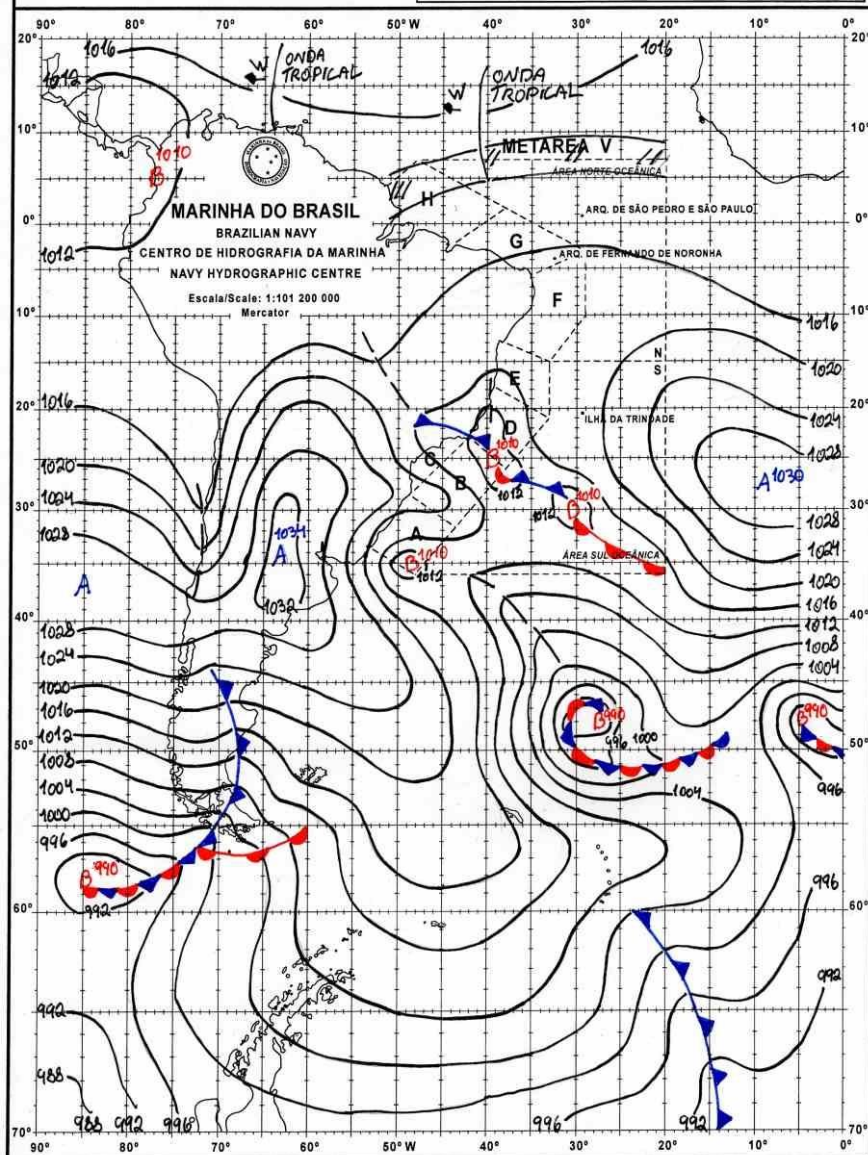 90° 80° 70° 60° 50°W 40° 30° 20° 10° 0°
20° 20°
1016
1016
1012
W
ONDA
TROPICAL
W
ONDA
TROPICAL
10° 10°
1010
B
METAREA V
ÁREA NORTE OCEÂNICA
H
MARINHA DO BRASIL
BRAZILIAN NAVY
CENTRO DE HIDROGRAFIA DA MARINHA
NAVY HYDROGRAPHIC CENTRE
Escala/Scale: 1:101 200 000
Mercator
ARQ. DE SÃO PEDRO E SÃO PAULO
0° 0°
1012
G
ARQ. DE FERNANDO DE NORONHA
F
10° 10°
1016
N
S
1020
E
1016
20° 20°
D
ILHA DA TRINDADE
1024
1010
B
C
1028
1020
B
1012
A 1030
1024
1010
B
1012
30° 30°
1028
1028
1034
A
A
1010
B
1012
ÁREA SUL OCEÂNICA
1024
A
1020
1032
1016
40° 40°
1012
1028
1008
1024
1004
1020
1016
B 990
B 990
1012
996 1000
50° 50°
1008
1004
1004
996
1000
996
B 990
992
996
60° 60°
992
992
988
70° 70°
988 992 996
996
992
90° 80° 70° 60° 50°W 40° 30° 20° 10° 0°